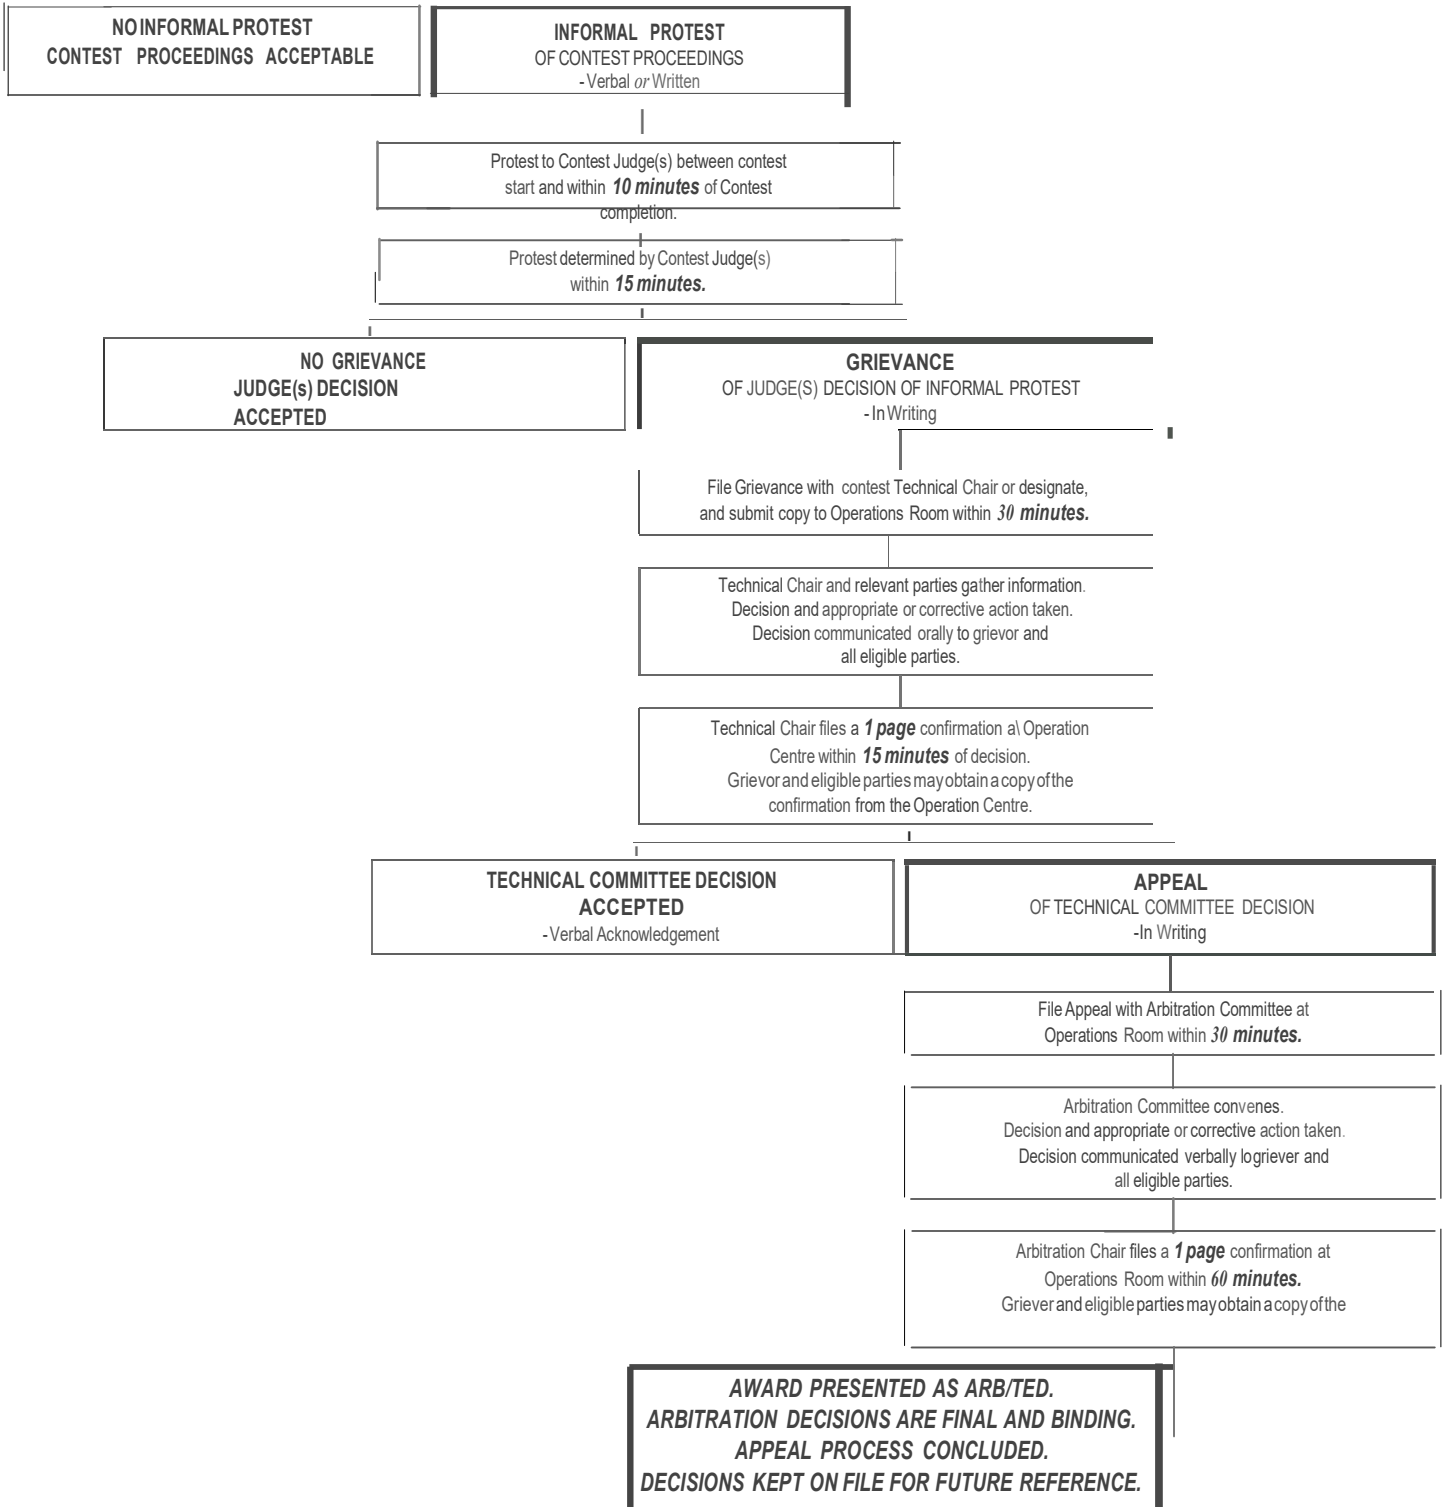 NO INFORMAL PROTEST
CONTEST PROCEEDINGS ACCEPTABLE
INFORMAL PROTEST
OF CONTEST PROCEEDINGS
- Verbal or Written
Protest to Contest Judge(s) between contest
start and within 10 minutes of Contest
completion.
Protest determined by Contest Judge(s)
within 15 minutes.
NO GRIEVANCE
JUDGE(s) DECISION
ACCEPTED
GRIEVANCE
OF JUDGE(S) DECISION OF INFORMAL PROTEST
- In Writing
File Grievance with contest Technical Chair or designate,
and submit copy to Operations Room within 30 minutes.
Technical Chair and relevant parties gather information.
Decision and appropriate or corrective action taken.
Decision communicated orally to grievor and
all eligible parties.
Technical Chair files a 1 page confirmation a\ Operation
Centre within 15 minutes of decision.
Grievor and eligible parties may obtain a copy of the
confirmation from the Operation Centre.
TECHNICAL COMMITTEE DECISION
ACCEPTED
- Verbal Acknowledgement
APPEAL
OF TECHNICAL COMMITTEE DECISION
-In Writing
File Appeal with Arbitration Committee at
Operations Room within 30 minutes.
Arbitration Committee convenes.
Decision and appropriate or corrective action taken.
Decision communicated verbally lo griever and
all eligible parties.
Arbitration Chair files a 1 page confirmation at
Operations Room within 60 minutes.
Griever and eligible parties may obtain a copy of the
AWARD PRESENTED AS ARB/TED.
ARBITRATION DECISIONS ARE FINAL AND BINDING.
APPEAL PROCESS CONCLUDED.
DECISIONS KEPT ON FILE FOR FUTURE REFERENCE.